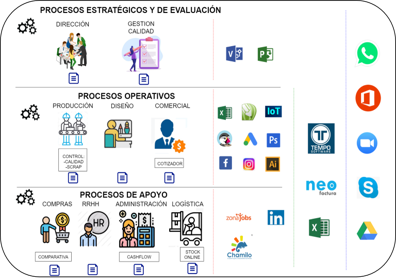 PROCESOS ESTRATÉGICOS Y DE EVALUACIÓN
DIRECCIÓN
GESTION
CALIDAD
PROCESOS OPERATIVOS
PRODUCCIÓN
DISEÑO
COMERCIAL
CONTROL
-CALIDAD
-SCRAP
COTIZADOR
IoT
Ps
Ai
TEMPO
neo
factura
PROCESOS DE APOYO
COMPRAS
RRHH
ADMINISTRACIÓN
LOGÍSTICA
HR
COMPARATIVA
CASHFLOW
STOCK
ONLINE
zonajobs
in
Chamilo